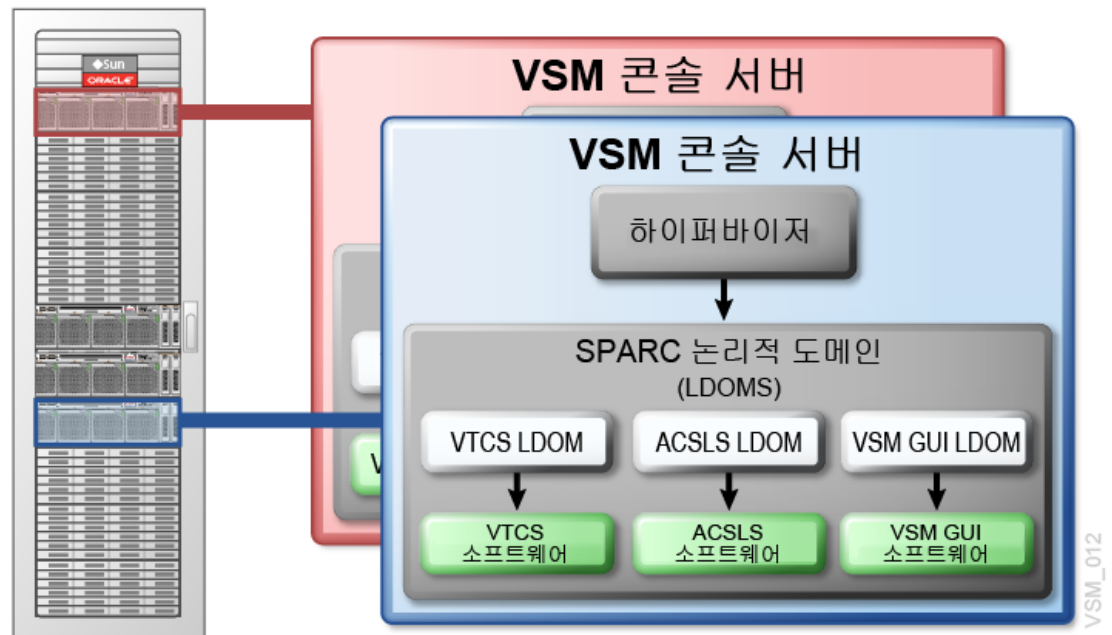 Sun
ORACLE
VSM 콘솔 서버
VSM 콘솔 서버
하이퍼바이저
SPARC 논리적 도메인
(LDOMS)
VTCS LDOM
ACSLS LDOM
VSM GUI LDOM
V
VTCS
소프트웨어
ACSLS
소프트웨어
VSM GUI
소프트웨어
VSM_012